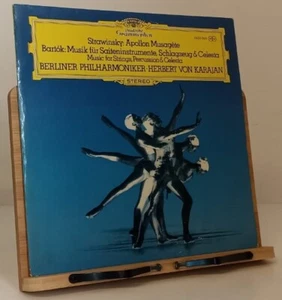 Strawinsky: Apollon Musagète
Bartók: Musik für Saiteninstrumente, Schlagzeug & Celesta
Music for Strings, Percussion & Celesta
BERLINER PHILHARMONIKER · HERBERT VON KARAJAN
STEREO